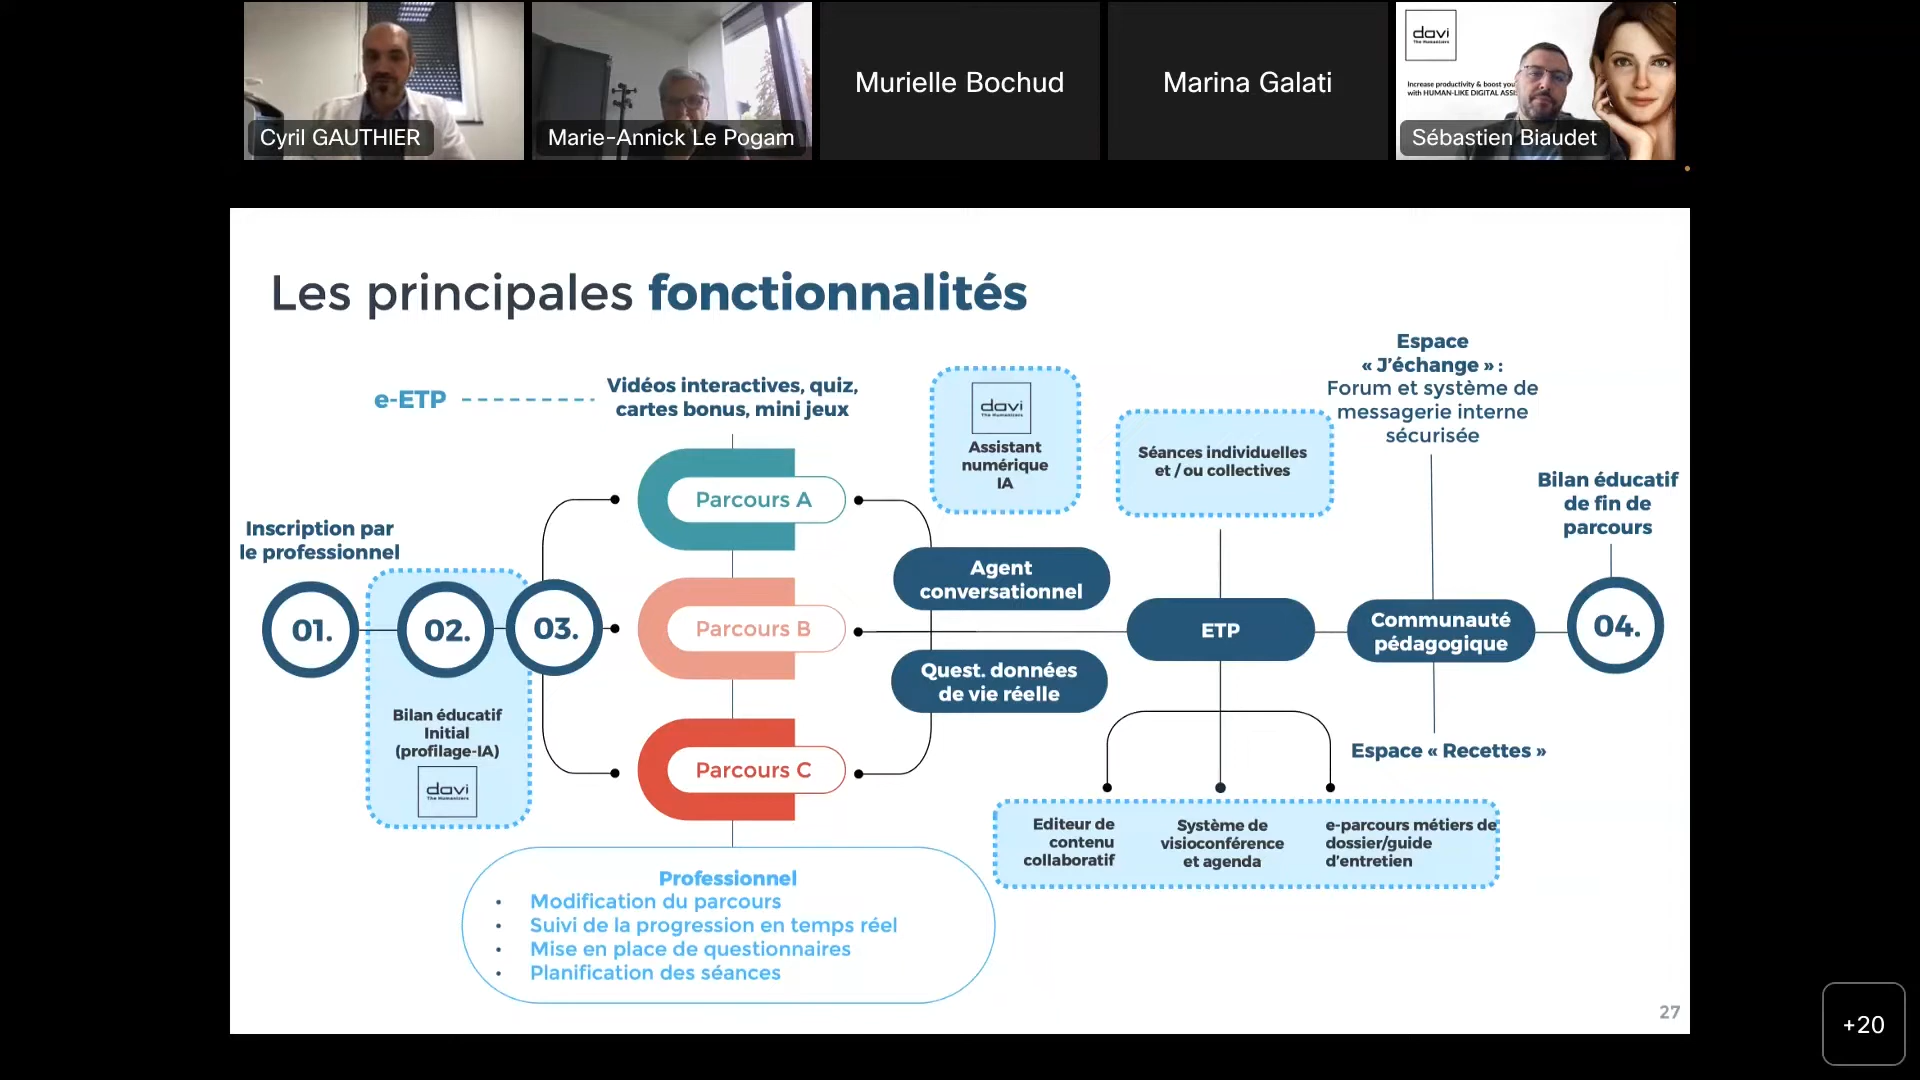 Cyril GAUTHIER
Marie-Annick Le Pogam
Murielle Bochud
Marina Galati
davi
The Humanizers
Increase productivity & boost you
with HUMAN-LIKE DIGITAL ASSI
Sébastien Biaudet
Les principales fonctionnalités
e-ETP
Vidéos interactives, quiz,
cartes bonus, mini jeux
davi
The Humanizers
Assistant
numérique
IA
Séances individuelles
et / ou collectives
Espace
« J'échange » :
Forum et système de
messagerie interne
sécurisée
Bilan éducatif
de fin de
parcours
Inscription par
le professionnel
01.
02.
03.
Bilan éducatif
Initial
(profilage-IA)
davi
The Humanizers
Parcours A
Parcours B
Parcours C
Agent
conversationnel
Quest. données
de vie réelle
ETP
Communauté
pédagogique
04.
Espace « Recettes »
Editeur de
contenu
collaboratif
Système de
visioconférence
et agenda
e-parcours métiers de
dossier/guide
d'entretien
Professionnel
• Modification du parcours
• Suivi de la progression en temps réel
• Mise en place de questionnaires
• Planification des séances
27
+20